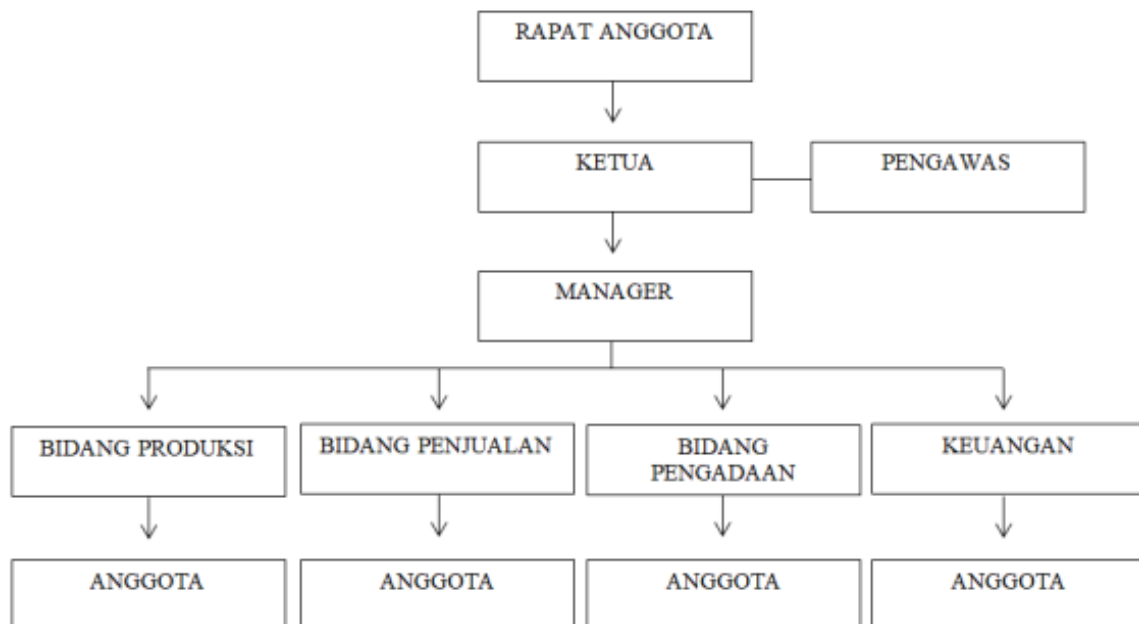 RAPAT ANGGOTA
KETUA
PENGAWAS
MANAGER
BIDANG PRODUKSI
BIDANG PENJUALAN
BIDANG
PENGADAAN
KEUANGAN
ANGGOTA
ANGGOTA
ANGGOTA
ANGGOTA